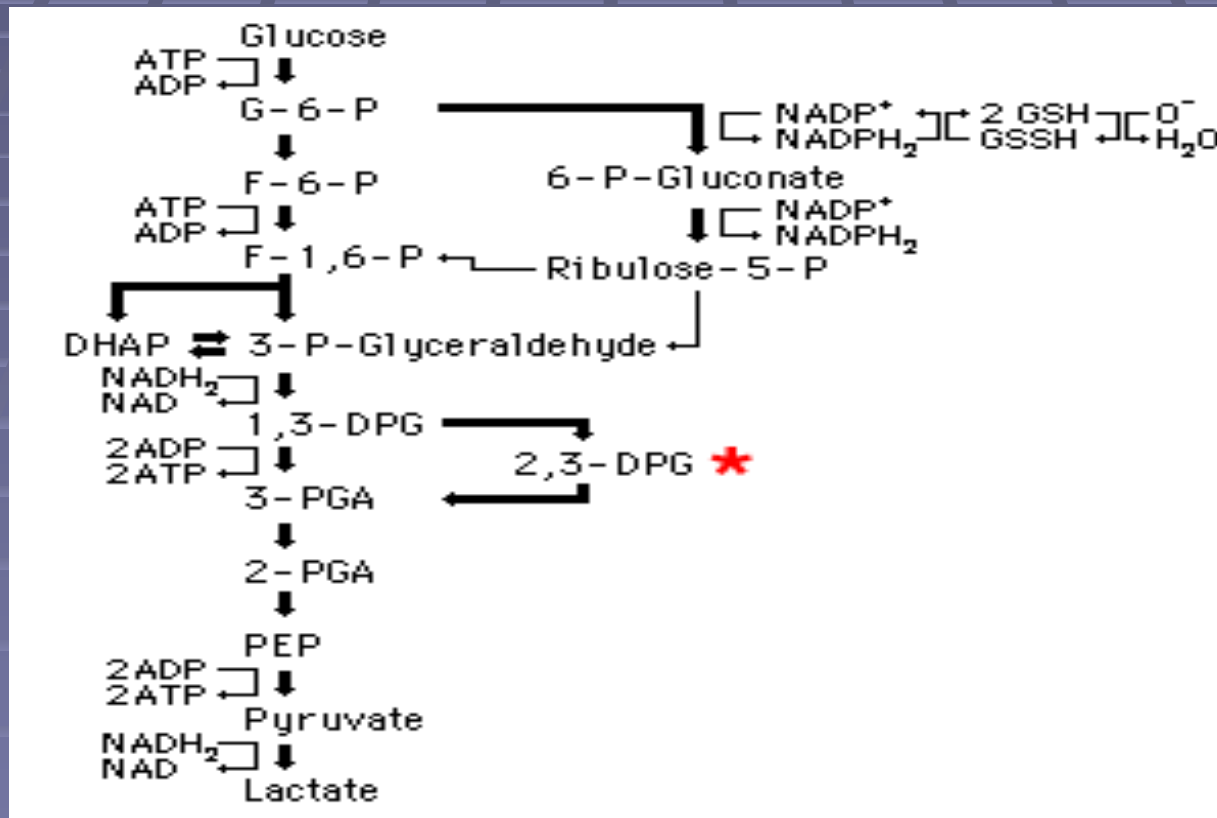 Glucose
ATP
ADP
G-6-P
NADP⁺ 2 GSH O⁻
NADPH₂ GSSH H₂O
F-6-P 6-P-Gluconate
ATP NADP⁺
ADP NADPH₂
F-1,6-P Ribulose-5-P
DHAP 3-P-Glyceraldehyde
NADH₂
NAD
1,3-DPG
2ADP
2ATP
2,3-DPG *
3-PGA
2-PGA
PEP
2ADP
2ATP
Pyruvate
NADH₂
NAD
Lactate